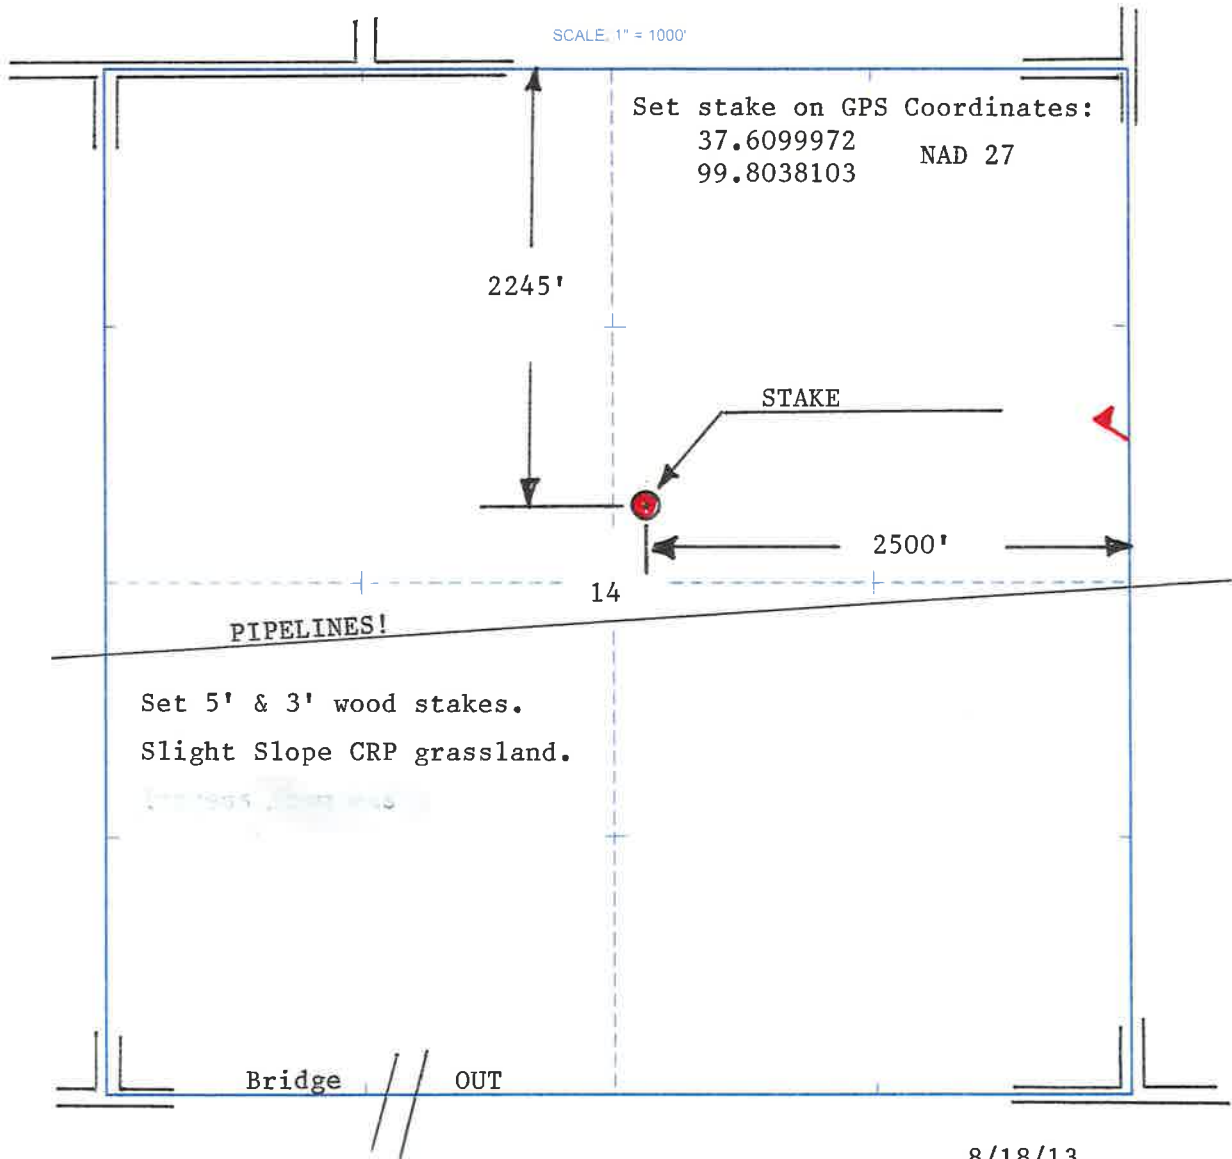 SCALE, 1" = 1000'
Set stake on GPS Coordinates:
37.6099972
NAD 27
99.8038103
2245'
STAKE
2500'
14
PIPELINES!
Set 5' & 3' wood stakes.
Slight Slope CRP grassland.
Bridge OUT
8/18/13